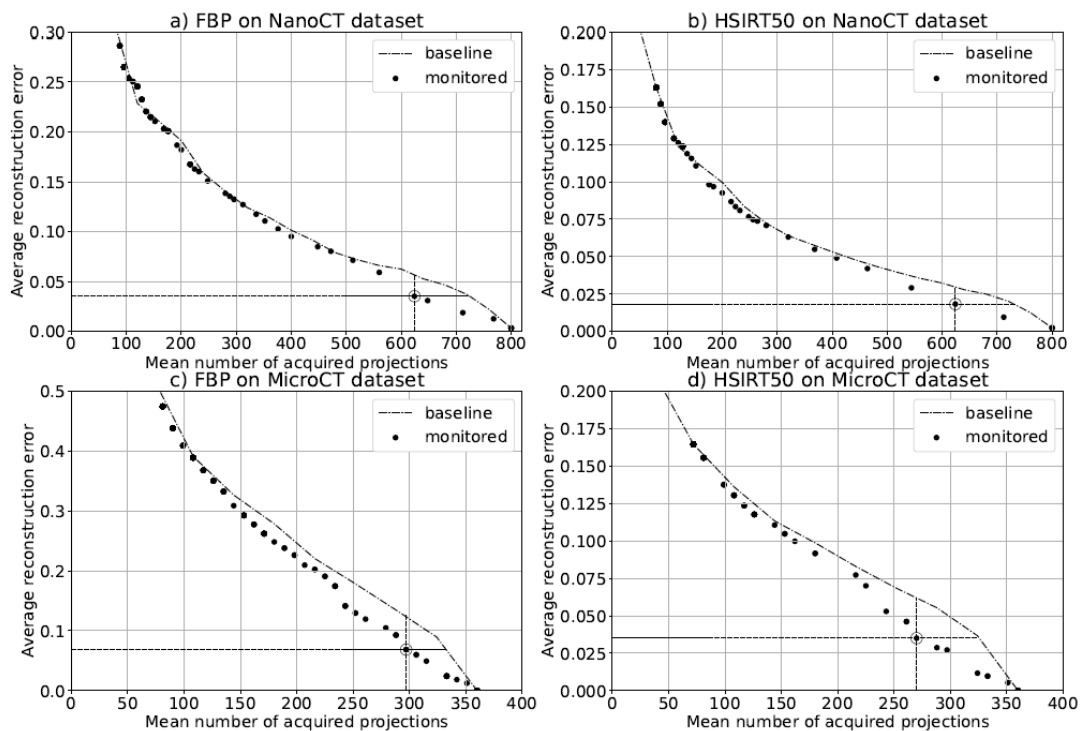 a) FBP on NanoCT dataset
Average reconstruction error
0.30
0.25
0.20
0.15
0.10
0.05
0.00
baseline
monitored
0 100 200 300 400 500 600 700 800
Mean number of acquired projections
b) HSIRT50 on NanoCT dataset
Average reconstruction error
0.200
0.175
0.150
0.125
0.100
0.075
0.050
0.025
0.000
baseline
monitored
0 100 200 300 400 500 600 700 800
Mean number of acquired projections
c) FBP on MicroCT dataset
Average reconstruction error
0.5
0.4
0.3
0.2
0.1
0.0
baseline
monitored
0 50 100 150 200 250 300 350 400
Mean number of acquired projections
d) HSIRT50 on MicroCT dataset
Average reconstruction error
0.200
0.175
0.150
0.125
0.100
0.075
0.050
0.025
0.000
baseline
monitored
0 50 100 150 200 250 300 350 400
Mean number of acquired projections